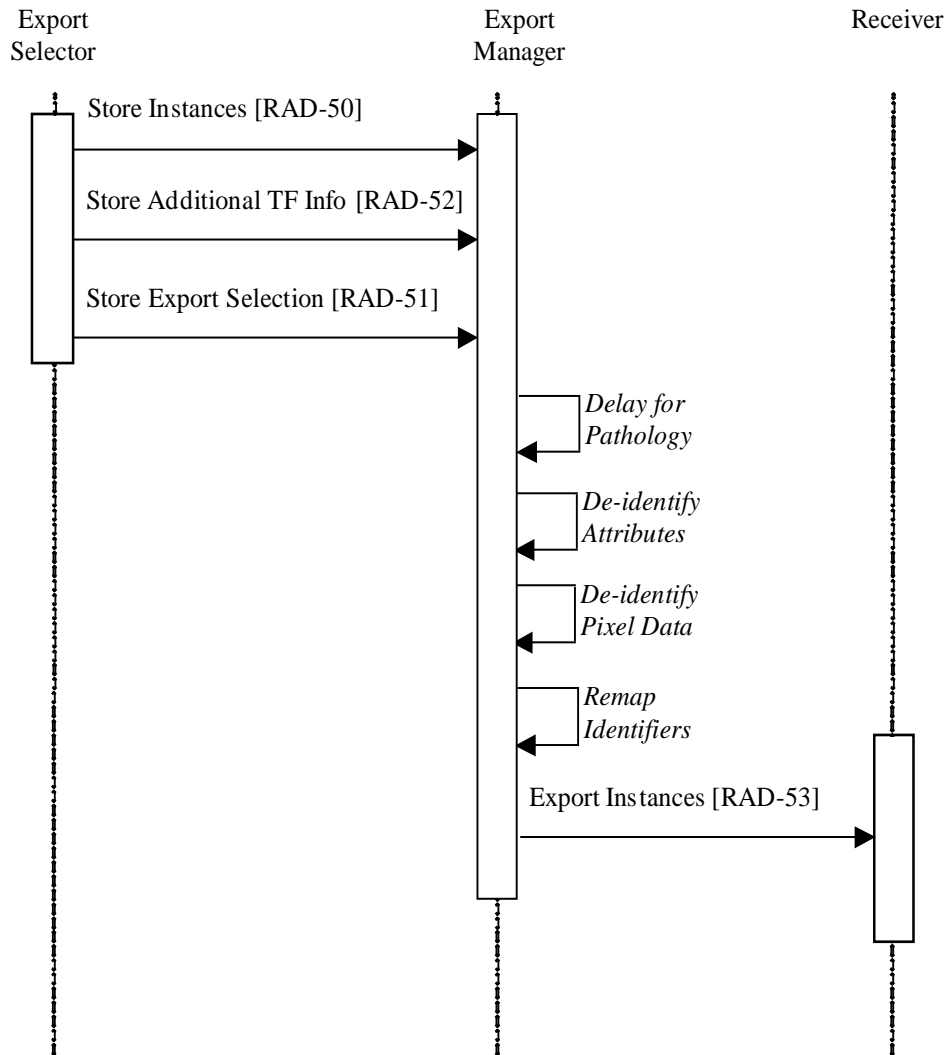 Export
Selector
Export
Manager
Receiver
Store Instances [RAD-50]
Store Additional TF Info [RAD-52]
Store Export Selection [RAD-51]
Delay for
Pathology
De-identify
Attributes
De-identify
Pixel Data
Remap
Identifiers
Export Instances [RAD-53]